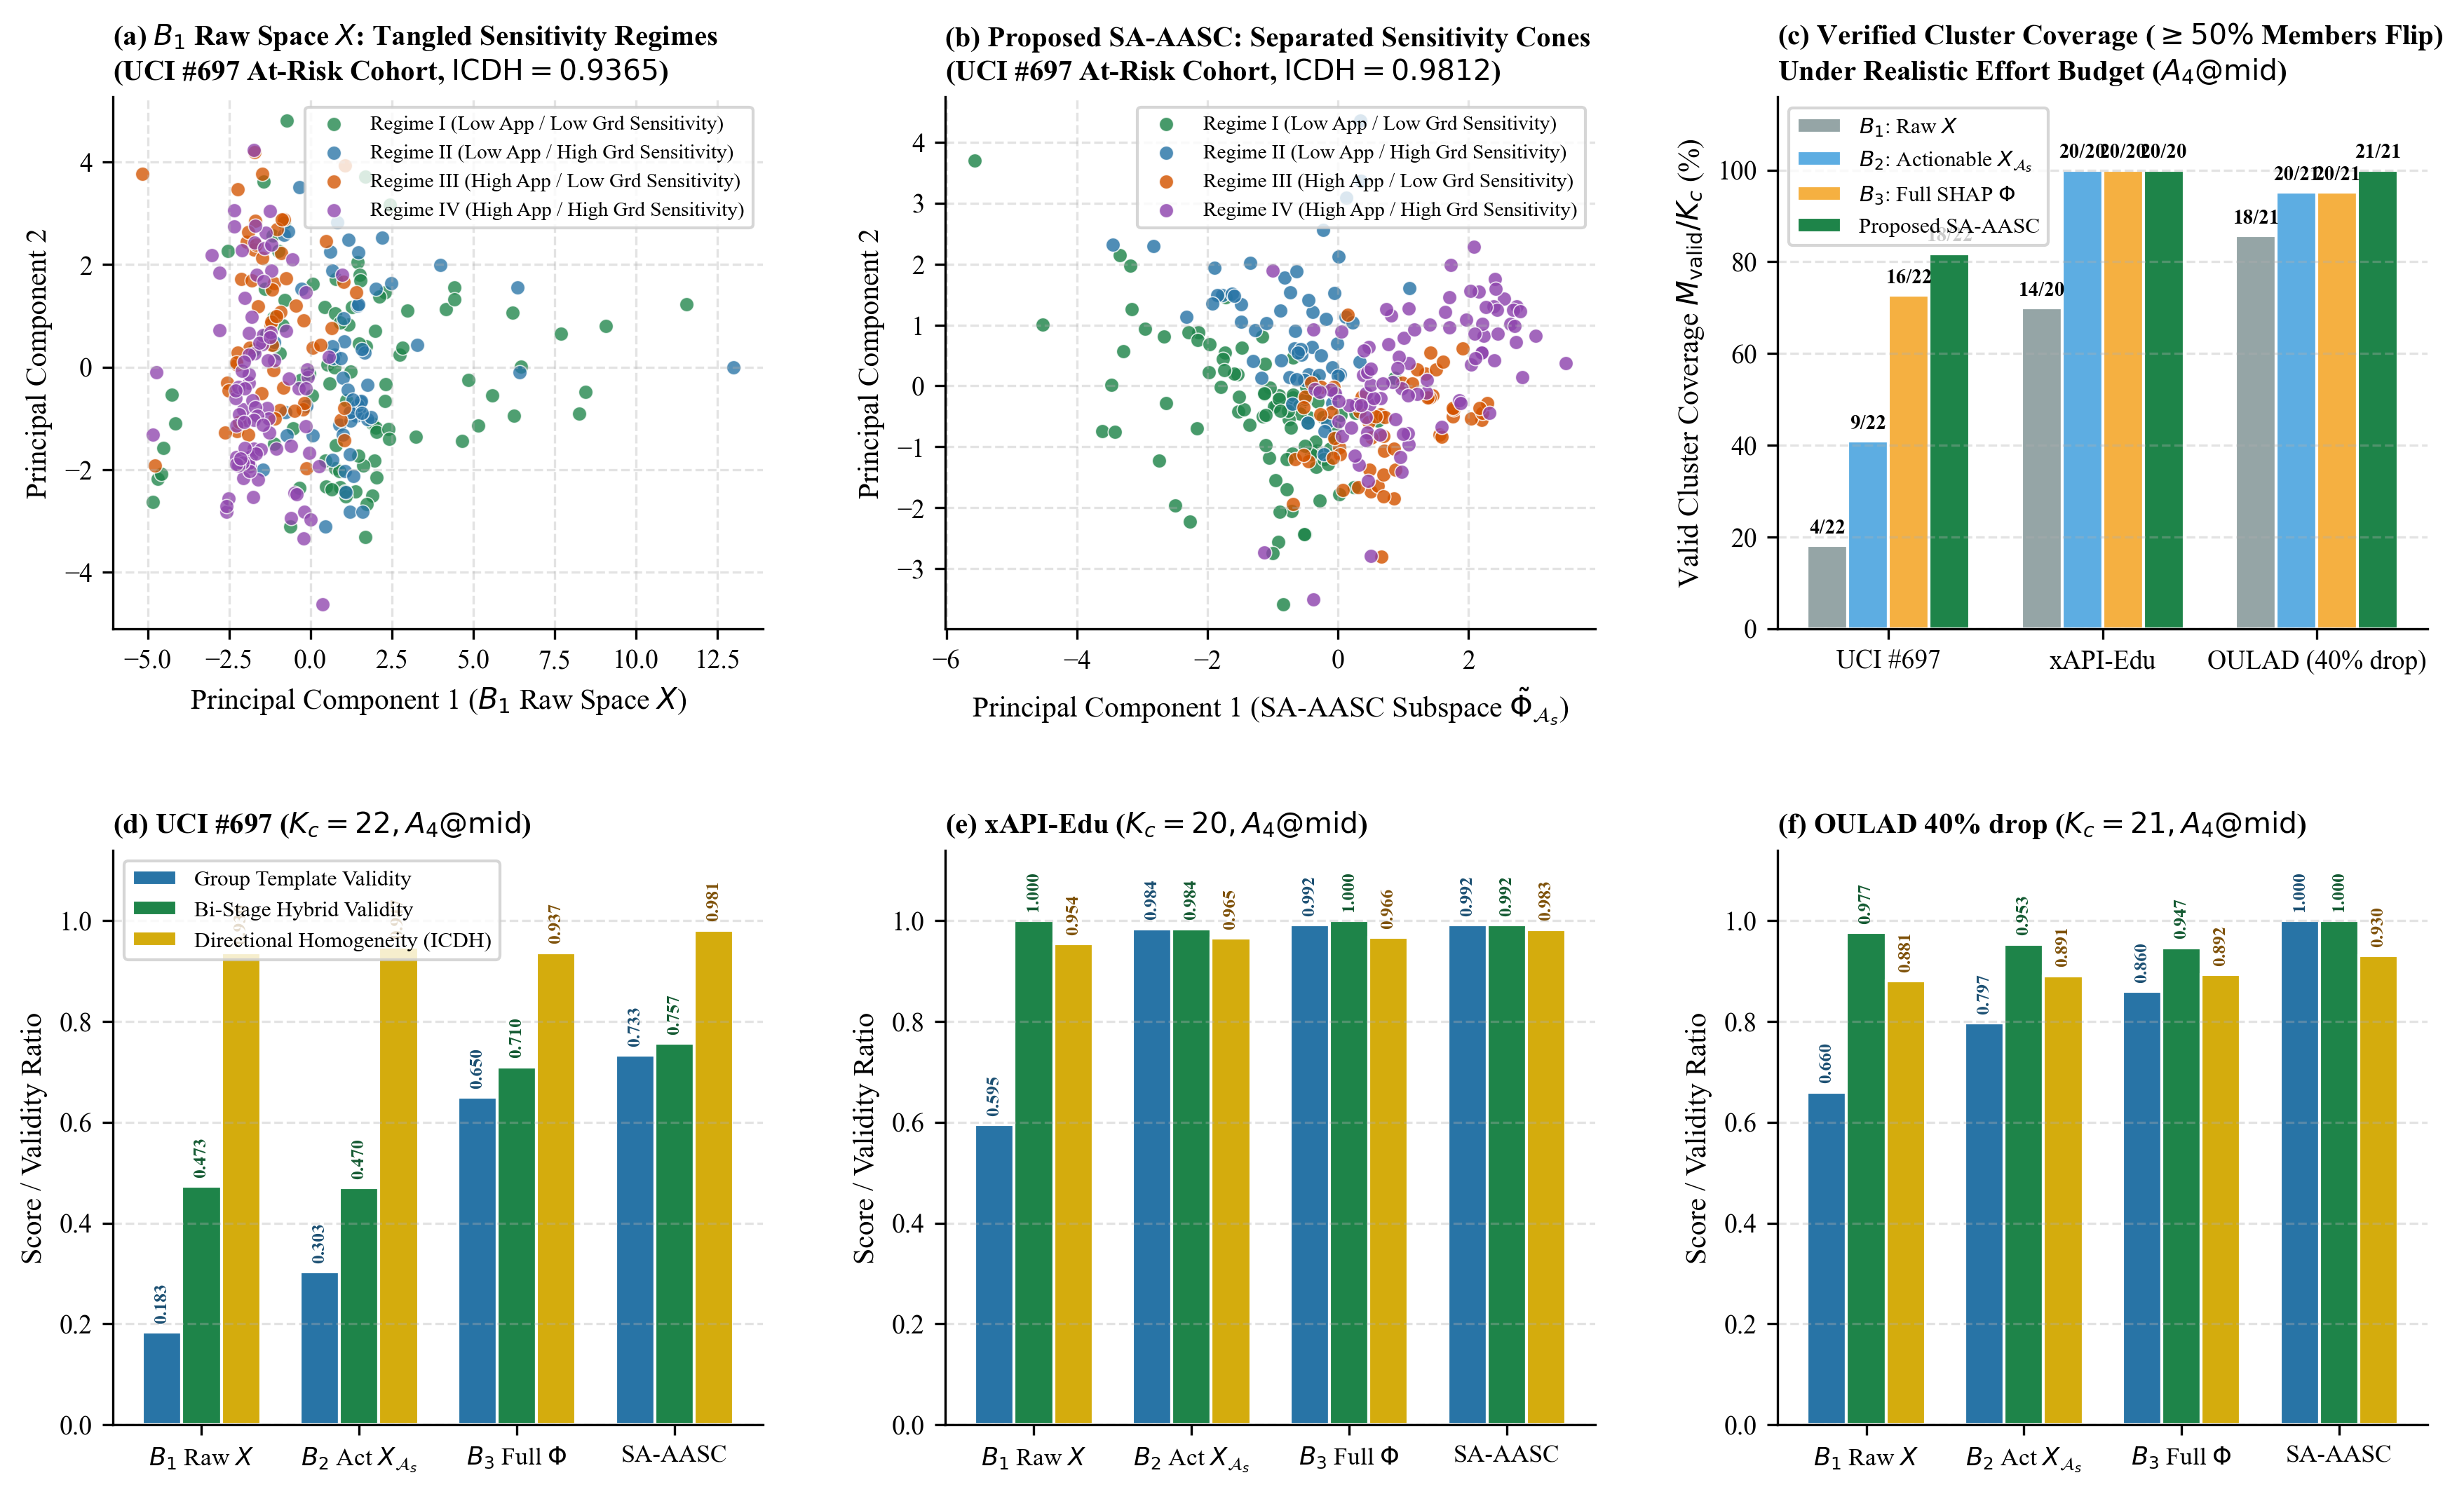 (a) B₁ Raw Space X: Tangled Sensitivity Regimes
(UCI #697 At-Risk Cohort, ICDH = 0.9365)
Regime I (Low App / Low Grd Sensitivity)
Regime II (Low App / High Grd Sensitivity)
Regime III (High App / Low Grd Sensitivity)
Regime IV (High App / High Grd Sensitivity)
Principal Component 2
4
2
0
−2
−4
−5.0 −2.5 0.0 2.5 5.0 7.5 10.0 12.5
Principal Component 1 (B₁ Raw Space X)
(b) Proposed SA-AASC: Separated Sensitivity Cones
(UCI #697 At-Risk Cohort, ICDH = 0.9812)
Regime I (Low App / Low Grd Sensitivity)
Regime II (Low App / High Grd Sensitivity)
Regime III (High App / Low Grd Sensitivity)
Regime IV (High App / High Grd Sensitivity)
Principal Component 2
4
3
2
1
0
−1
−2
−3
−6 −4 −2 0 2
Principal Component 1 (SA-AASC Subspace Φ̃_𝒜ₛ)
(c) Verified Cluster Coverage (≥ 50% Members Flip)
Under Realistic Effort Budget (A₄@mid)
B₁: Raw X
B₂: Actionable X_𝒜ₛ
B₃: Full SHAP Φ
Proposed SA-AASC
Valid Cluster Coverage M_valid/K_c (%)
100
80
60
40
20
0
4/22 9/22 16/22 18/22
14/20 20/20 20/20 20/20
18/21 20/21 20/21 21/21
UCI #697 xAPI-Edu OULAD (40% drop)
(d) UCI #697 (K_c = 22, A₄@mid)
Group Template Validity
Bi-Stage Hybrid Validity
Directional Homogeneity (ICDH)
Score / Validity Ratio
1.0
0.8
0.6
0.4
0.2
0.0
0.183 0.473
0.303 0.470
0.650 0.710 0.937
0.733 0.757 0.981
B₁ Raw X B₂ Act X_𝒜ₛ B₃ Full Φ SA-AASC
(e) xAPI-Edu (K_c = 20, A₄@mid)
Score / Validity Ratio
1.0
0.8
0.6
0.4
0.2
0.0
0.595 1.000 0.954
0.984 0.984 0.965
0.992 1.000 0.966
0.992 0.992 0.983
B₁ Raw X B₂ Act X_𝒜ₛ B₃ Full Φ SA-AASC
(f) OULAD 40% drop (K_c = 21, A₄@mid)
Score / Validity Ratio
1.0
0.8
0.6
0.4
0.2
0.0
0.660 0.977 0.881
0.797 0.953 0.891
0.860 0.947 0.892
1.000 1.000 0.930
B₁ Raw X B₂ Act X_𝒜ₛ B₃ Full Φ SA-AASC